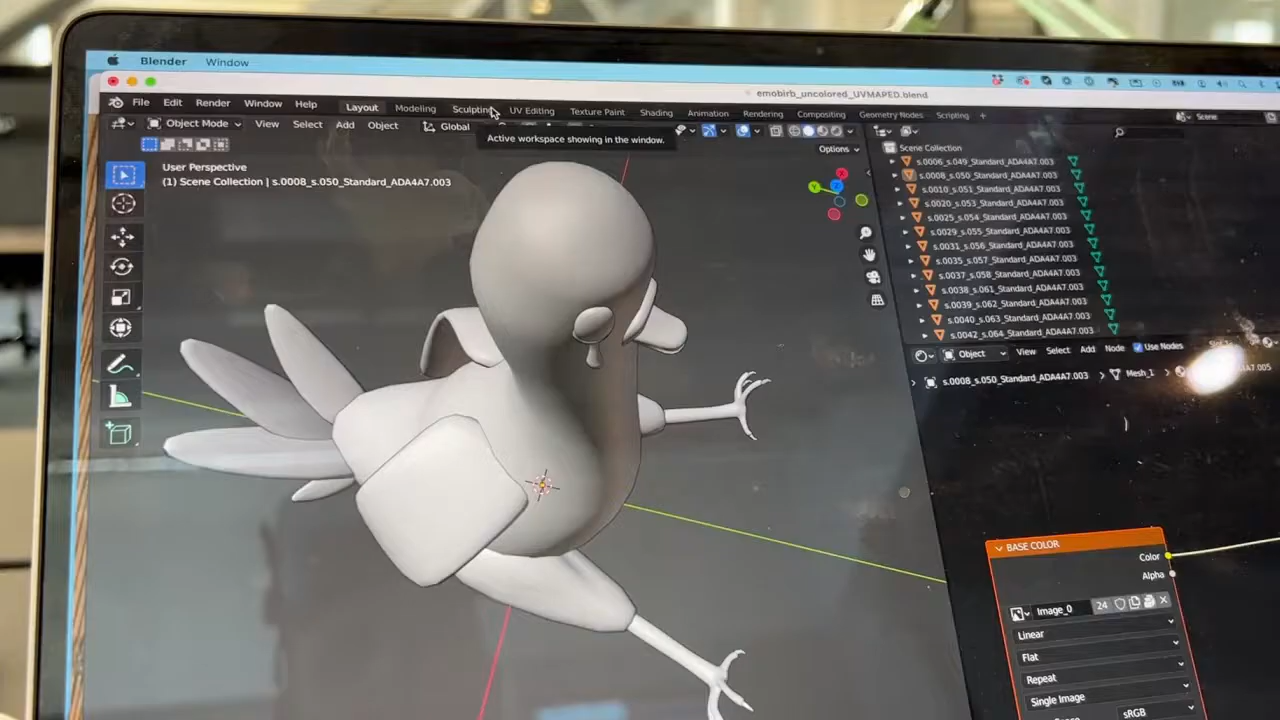 Blender Window
emobirb_uncolored_UVMAPED.blend
File Edit Render Window Help Layout Modeling Sculpting UV Editing Texture Paint Shading Animation Rendering Compositing Geometry Nodes Scripting + Scene
Object Mode View Select Add Object Global
Active workspace showing in the window.
Options
User Perspective
(1) Scene Collection | s.0008_s.050_Standard_ADA4A7.003
X
Y
Z
Scene Collection
s.0006_s.049_Standard_ADA4A7.003
s.0008_s.050_Standard_ADA4A7.003
s.0010_s.051_Standard_ADA4A7.003
s.0020_s.053_Standard_ADA4A7.003
s.0025_s.054_Standard_ADA4A7.003
s.0029_s.055_Standard_ADA4A7.003
s.0031_s.056_Standard_ADA4A7.003
s.0035_s.057_Standard_ADA4A7.003
s.0037_s.058_Standard_ADA4A7.003
s.0038_s.061_Standard_ADA4A7.003
s.0039_s.062_Standard_ADA4A7.003
s.0040_s.063_Standard_ADA4A7.003
s.0042_s.064_Standard_ADA4A7.003
Object View Select Add Node Use Nodes
s.0008_s.050_Standard_ADA4A7.003 > Mesh_1 >
BASE COLOR
Color
Alpha
Image_0 24
Linear
Flat
Repeat
Single Image
sRGB